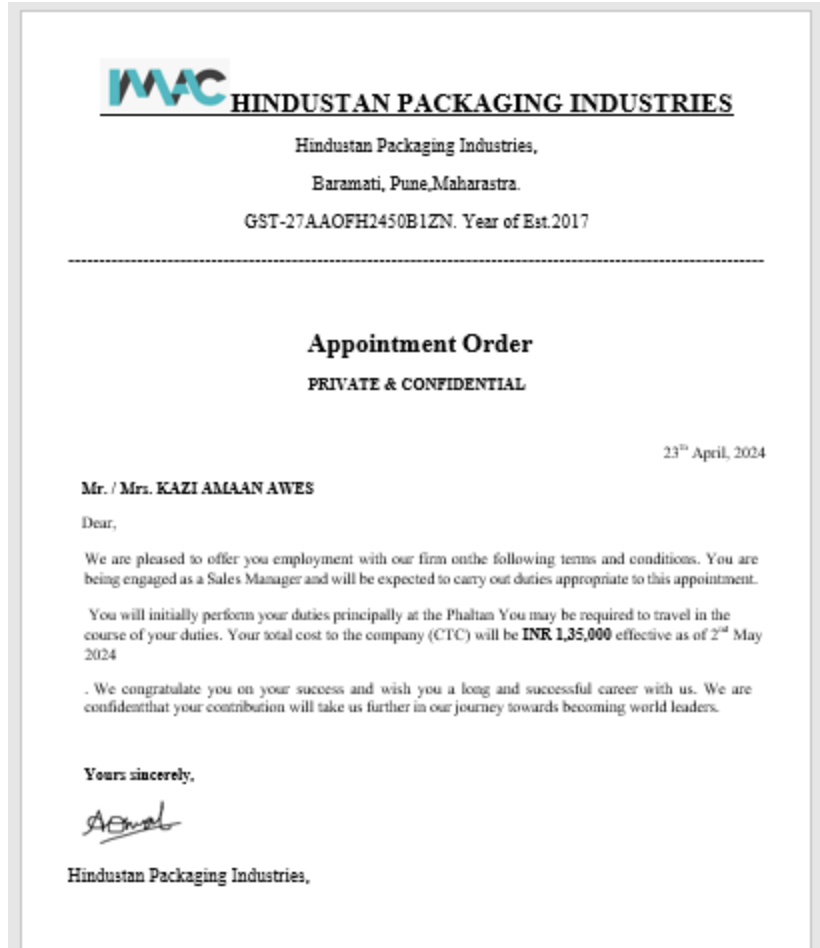 IMAC HINDUSTAN PACKAGING INDUSTRIES
Hindustan Packaging Industries,
Baramati, Pune,Maharastra.
GST-27AAOFH2450B1ZN. Year of Est.2017
Appointment Order
PRIVATE & CONFIDENTIAL
23Th April, 2024
Mr. / Mrs. KAZI AMAAN AWES
Dear,
We are pleased to offer you employment with our firm onthe following terms and conditions. You are
being engaged as a Sales Manager and will be expected to carry out duties appropriate to this appointment.
You will initially perform your duties principally at the Phaltan You may be required to travel in the
course of your duties. Your total cost to the company (CTC) will be INR 1,35,000 effective as of 2nd May
2024
. We congratulate you on your success and wish you a long and successful career with us. We are
confidentthat your contribution will take us further in our journey towards becoming world leaders.
Yours sincerely,
Hindustan Packaging Industries,